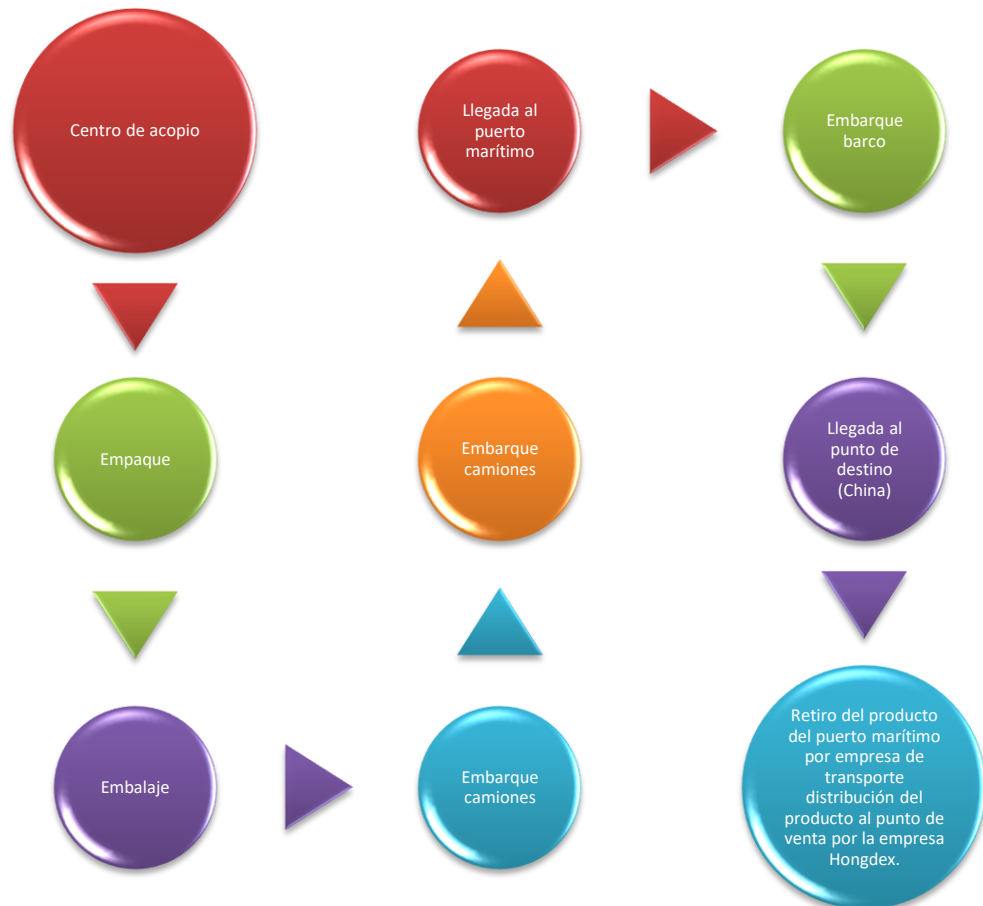 Centro de acopio
Empaque
Embalaje
Embarque
camiones
Embarque
camiones
Llegada al
puerto
marítimo
Embarque
barco
Llegada al
punto de
destino
(China)
Retiro del producto
del puerto marítimo
por empresa de
transporte
distribución del
producto al punto de
venta por la empresa
Hongdex.